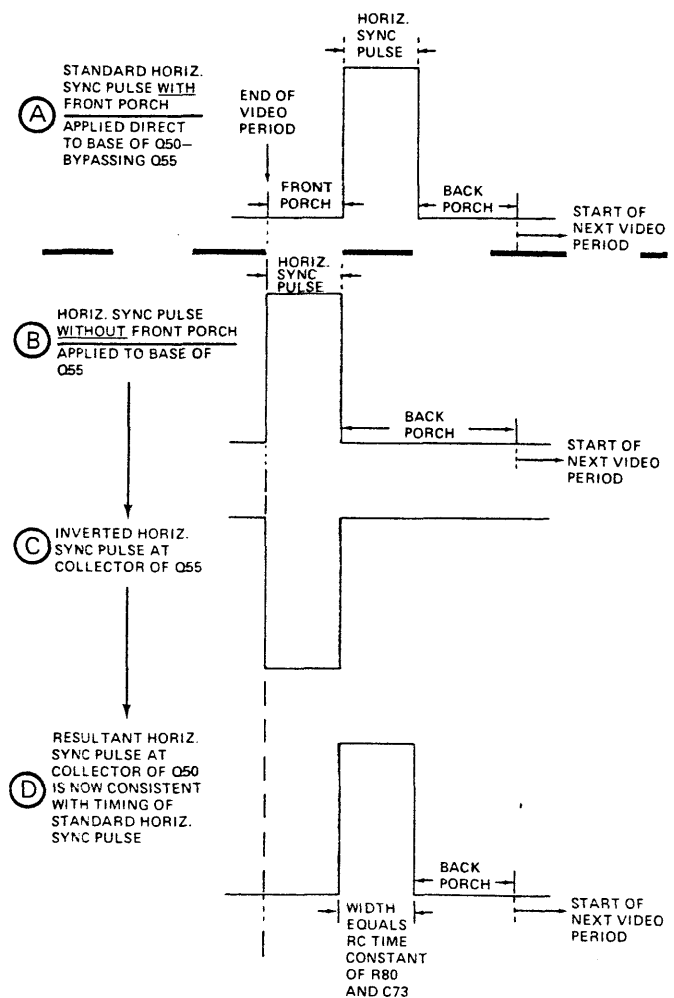 HORIZ.
SYNC
PULSE
A
STANDARD HORIZ.
SYNC PULSE WITH
FRONT PORCH
APPLIED DIRECT
TO BASE OF Q50—
BYPASSING Q55
END OF
VIDEO
PERIOD
FRONT
PORCH
BACK
PORCH
START OF
NEXT VIDEO
PERIOD
HORIZ.
SYNC
PULSE
B
HORIZ. SYNC PULSE
WITHOUT FRONT PORCH
APPLIED TO BASE OF
Q55
BACK
PORCH
START OF
NEXT VIDEO
PERIOD
C
INVERTED HORIZ.
SYNC PULSE AT
COLLECTOR OF Q55
D
RESULTANT HORIZ.
SYNC PULSE AT
COLLECTOR OF Q50
IS NOW CONSISTENT
WITH TIMING OF
STANDARD HORIZ.
SYNC PULSE
BACK
PORCH
START OF
NEXT VIDEO
PERIOD
WIDTH
EQUALS
RC TIME
CONSTANT
OF R80
AND C73